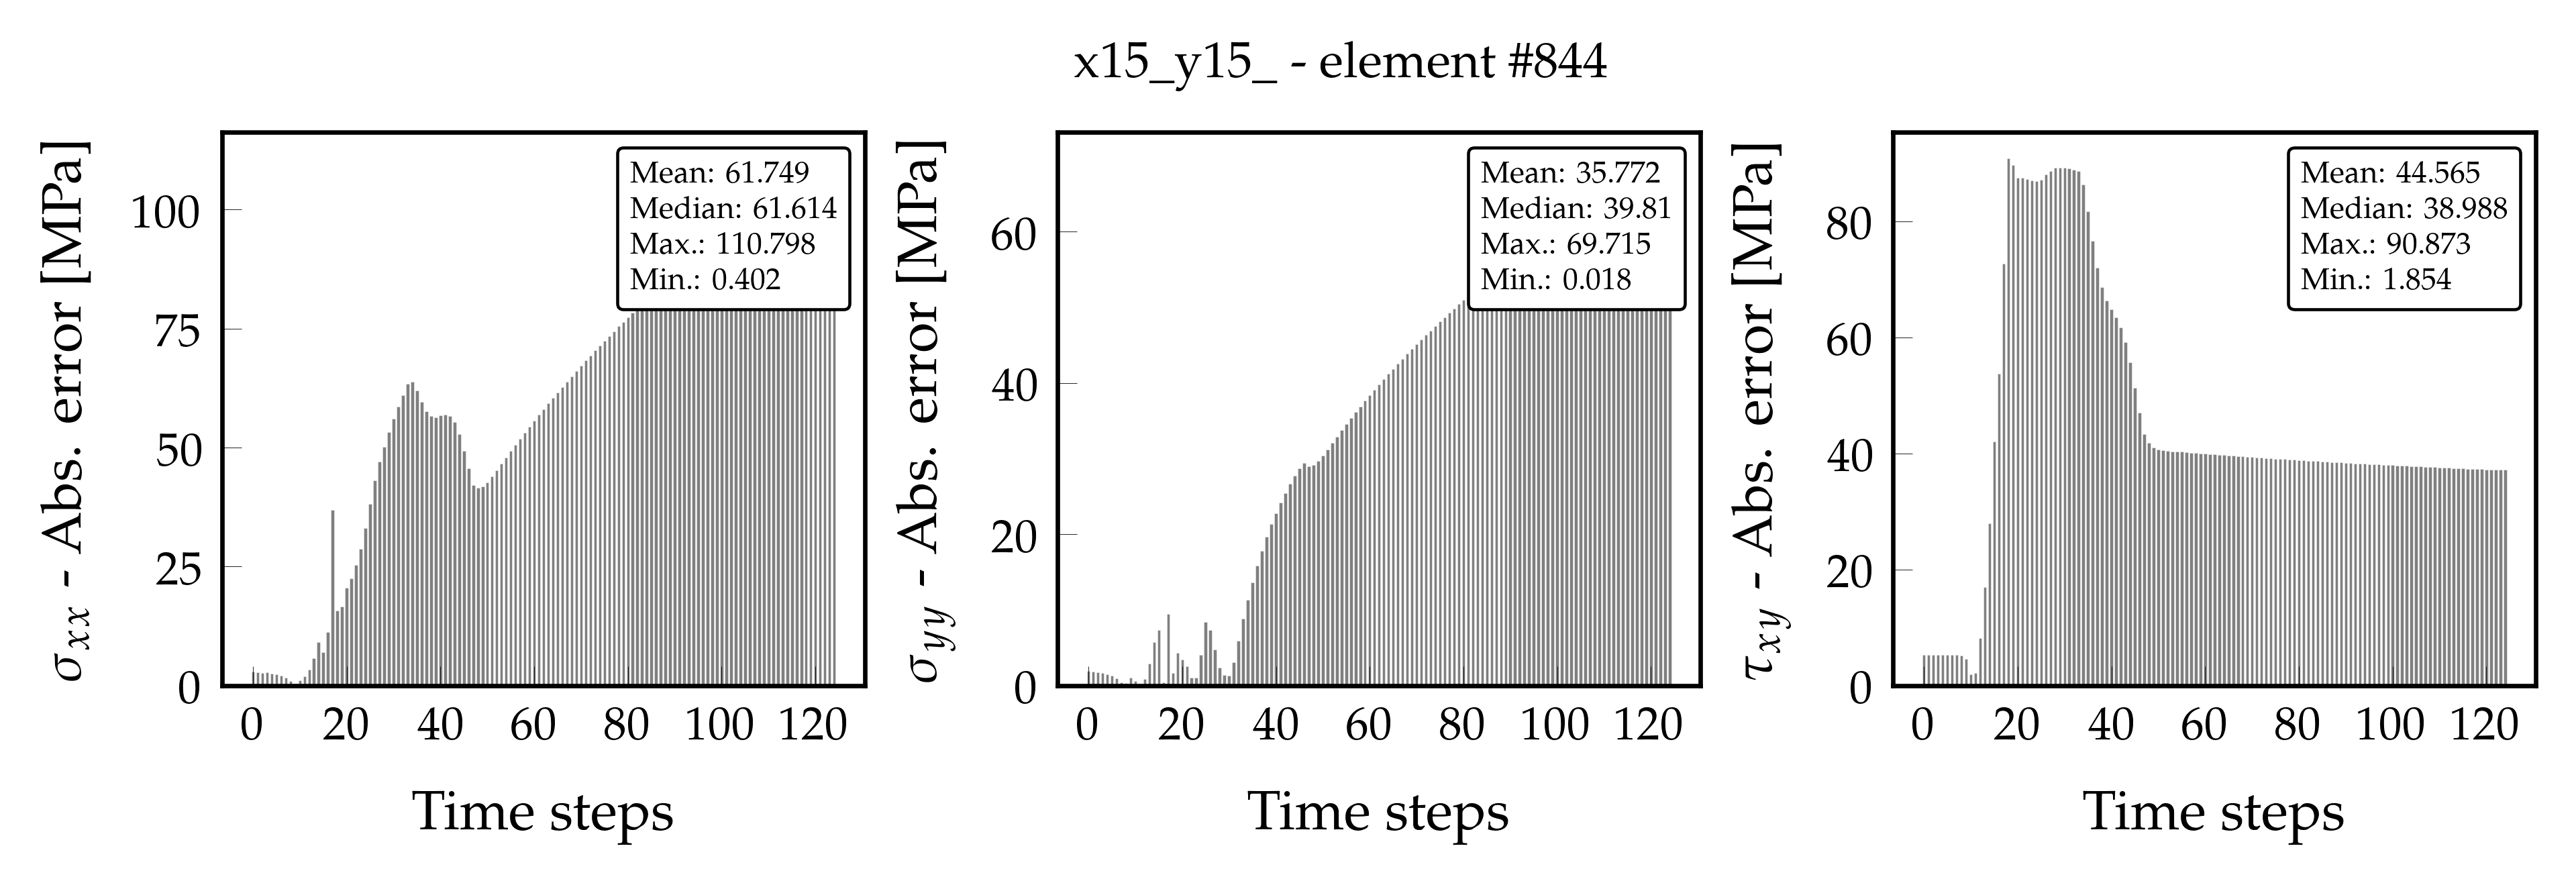 x15_y15_ - element #844
σxx - Abs. error [MPa]
100
75
50
25
0
Mean: 61.749
Median: 61.614
Max.: 110.798
Min.: 0.402
0 20 40 60 80 100 120
Time steps
σyy - Abs. error [MPa]
60
40
20
0
Mean: 35.772
Median: 39.81
Max.: 69.715
Min.: 0.018
0 20 40 60 80 100 120
Time steps
τxy - Abs. error [MPa]
80
60
40
20
0
Mean: 44.565
Median: 38.988
Max.: 90.873
Min.: 1.854
0 20 40 60 80 100 120
Time steps